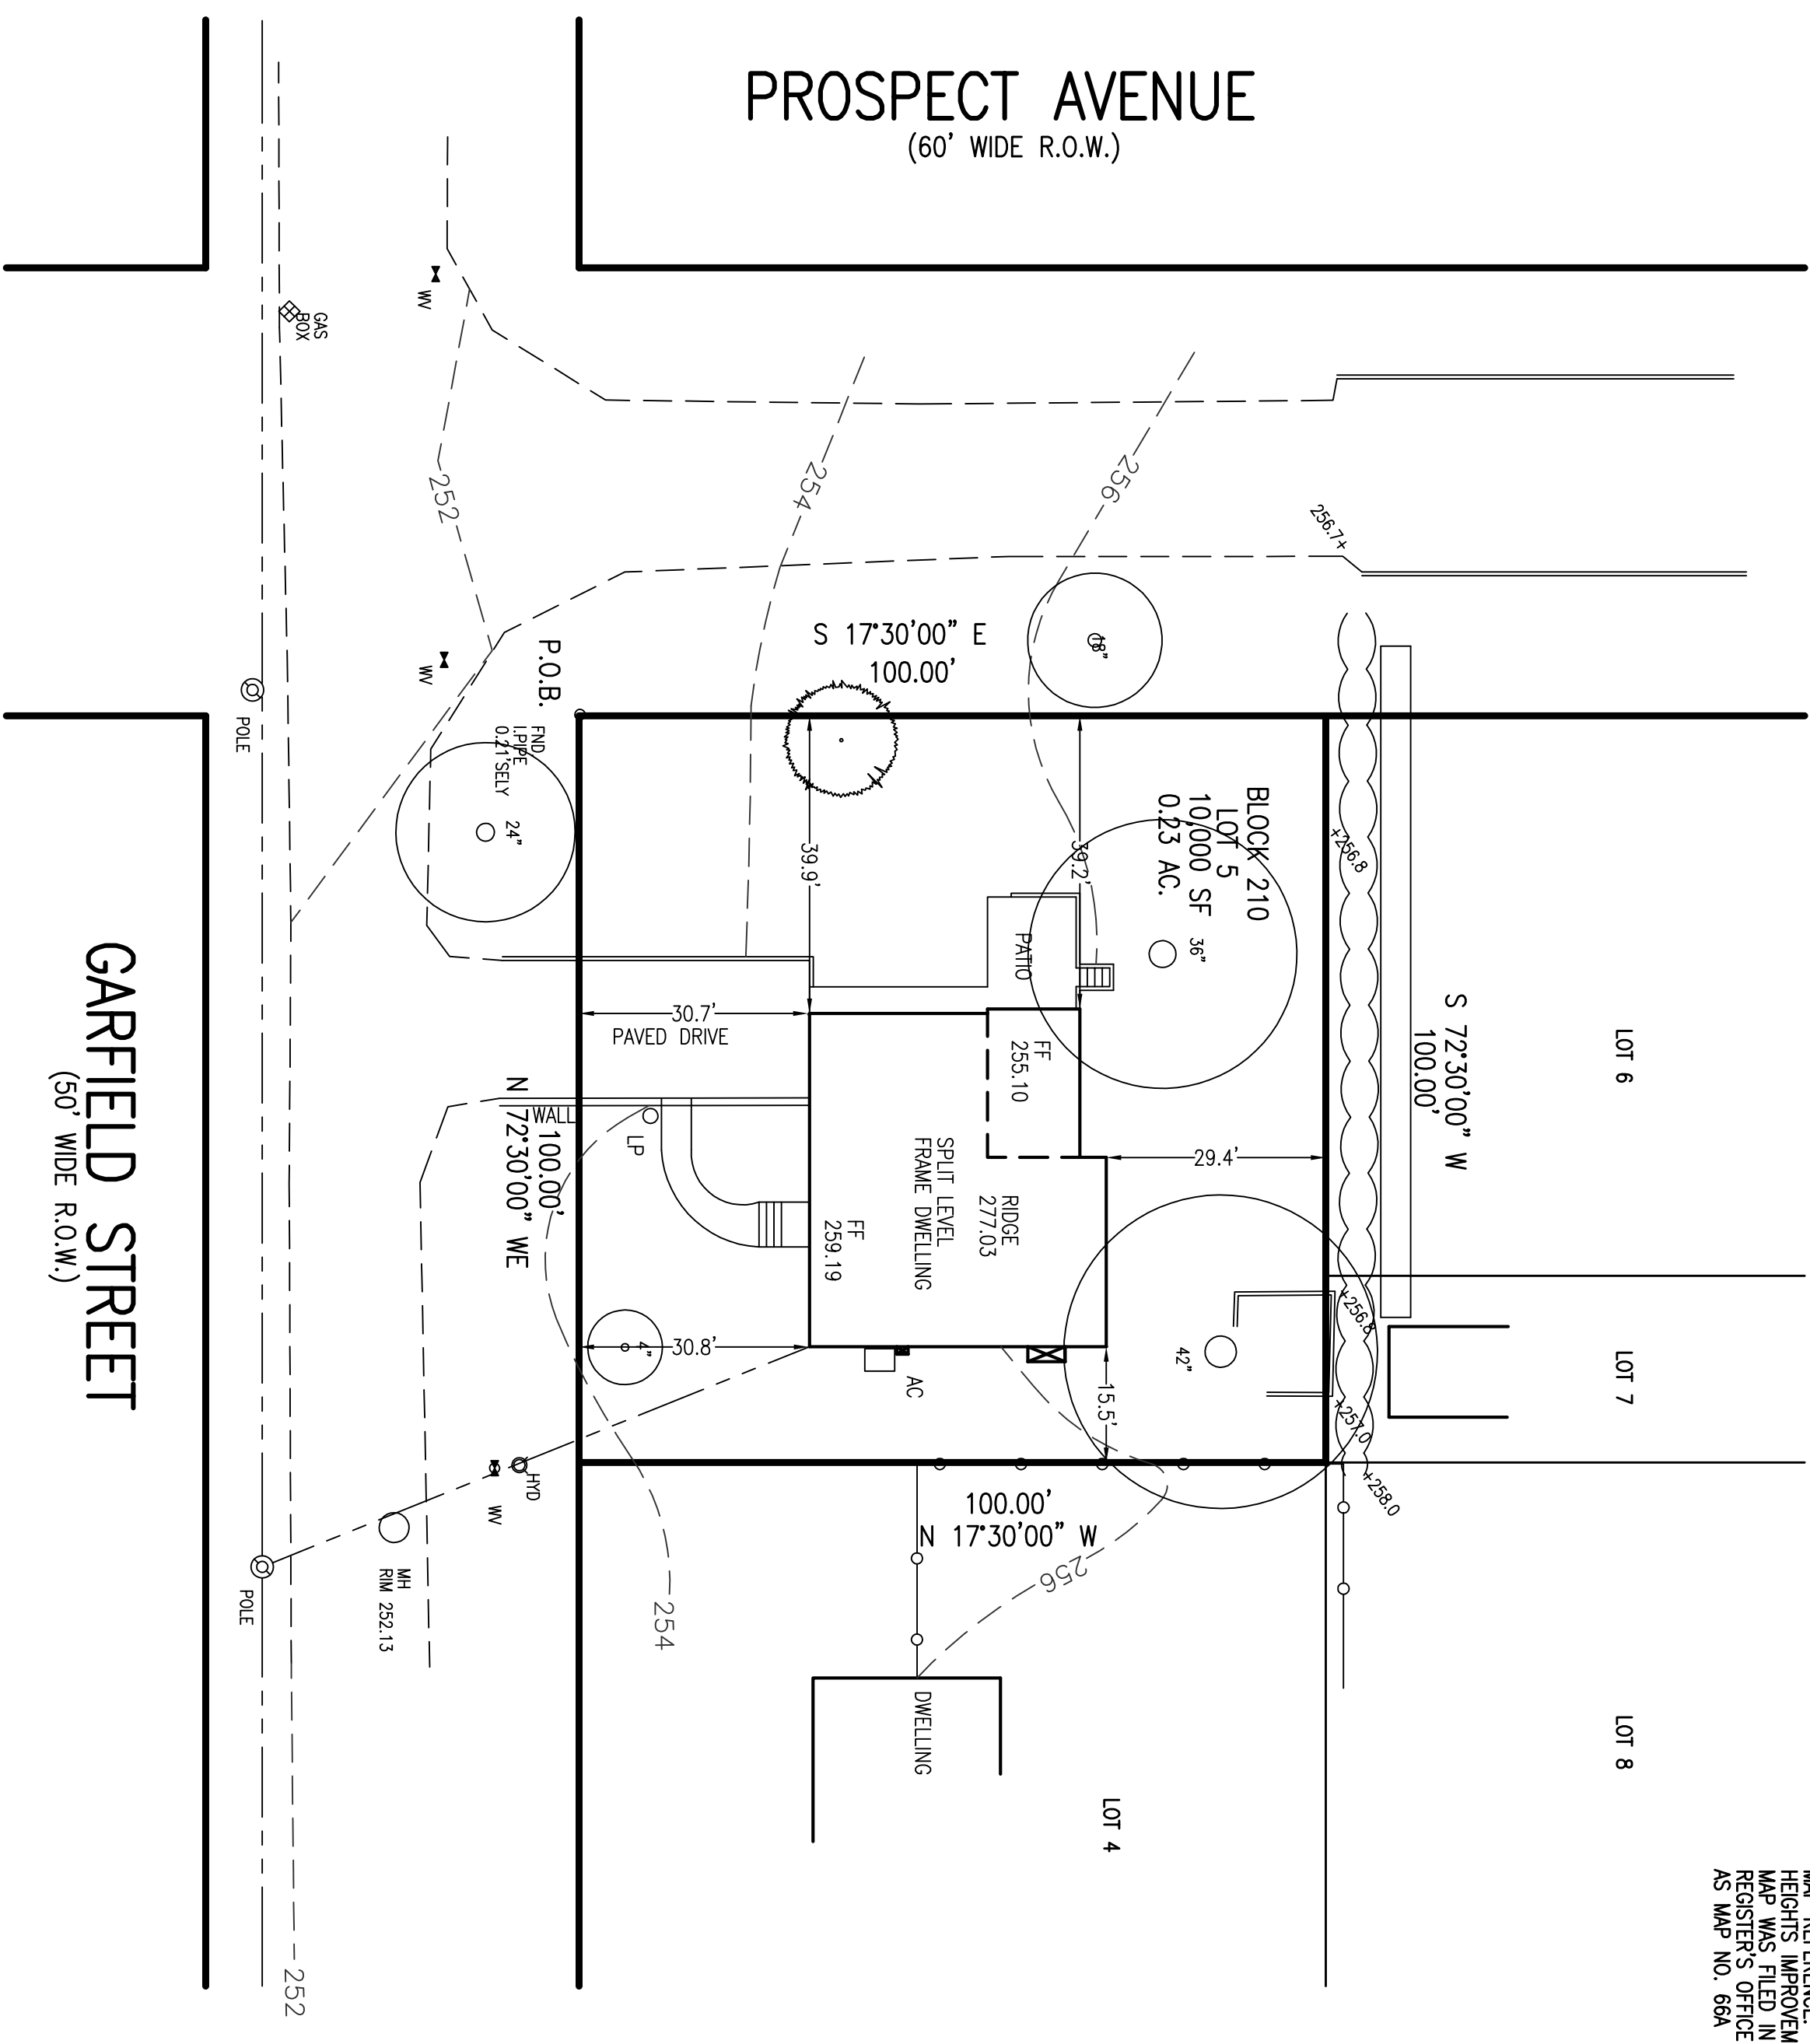 PROSPECT AVENUE
(60' WIDE R.O.W.)
GAS
BOX
WV
252
254
256
256.7+
S 17°30'00" E
100.00'
18"
P.O.B.
WV
POLE
FND
I.PIPE
0.21'SELY
24"
39.9'
39.2'
BLOCK 210
LOT 5
10,000 SF
0.23 AC.
36"
+256.8
PATIO
S 72°30'00" W
100.00'
LOT 6
30.7'
PAVED DRIVE
FF
255.10
GARFIELD STREET
(50' WIDE R.O.W.)
WALL
LP
100.00'
N 72°30'00" WE
SPLIT LEVEL
FRAME DWELLING
RIDGE
277.03
29.4'
FF
259.19
4"
30.8'
AC
15.5'
42"
+256.8
+257.0
+258.0
LOT 7
HYD
WV
MH
RIM 252.13
POLE
100.00'
N 17°30'00" W
256
254
DWELLING
LOT 4
LOT 8
252
MAP REFERENCE:
HEIGHTS IMPROVEM
MAP WAS FILED IN
REGISTER'S OFFICE
AS MAP NO. 66A